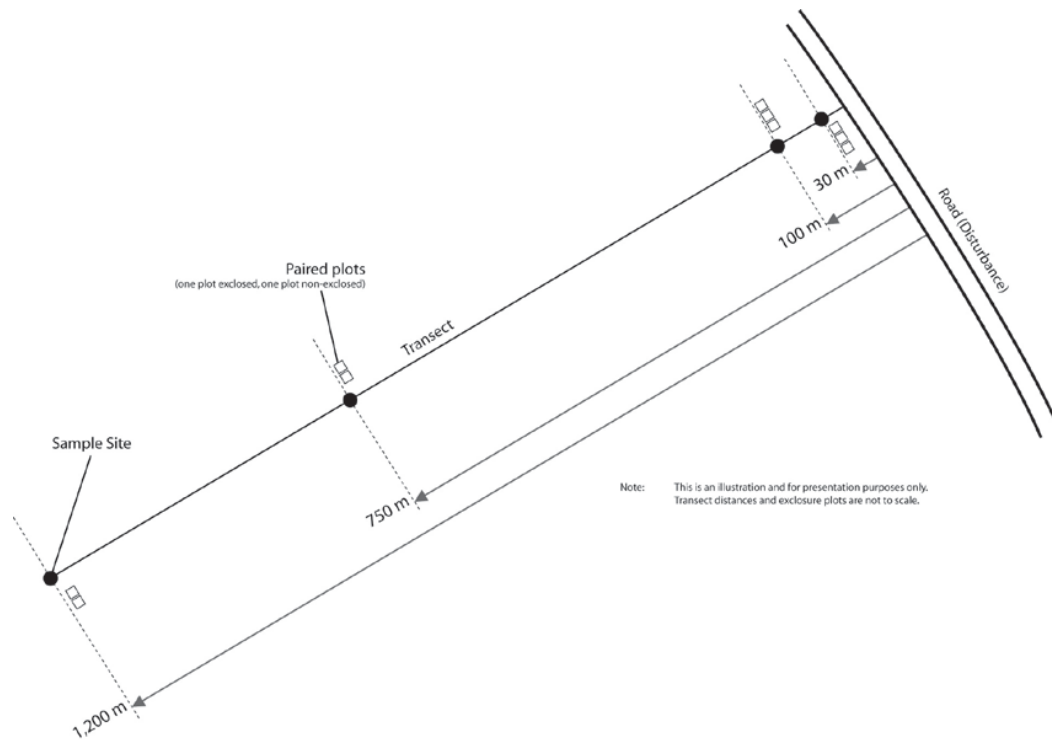 30 m
100 m
Road (Disturbance)
Paired plots
(one plot exclosed, one plot non-exclosed)
Transect
Sample Site
750 m
Note: This is an illustration and for presentation purposes only.
Transect distances and exclosure plots are not to scale.
1,200 m